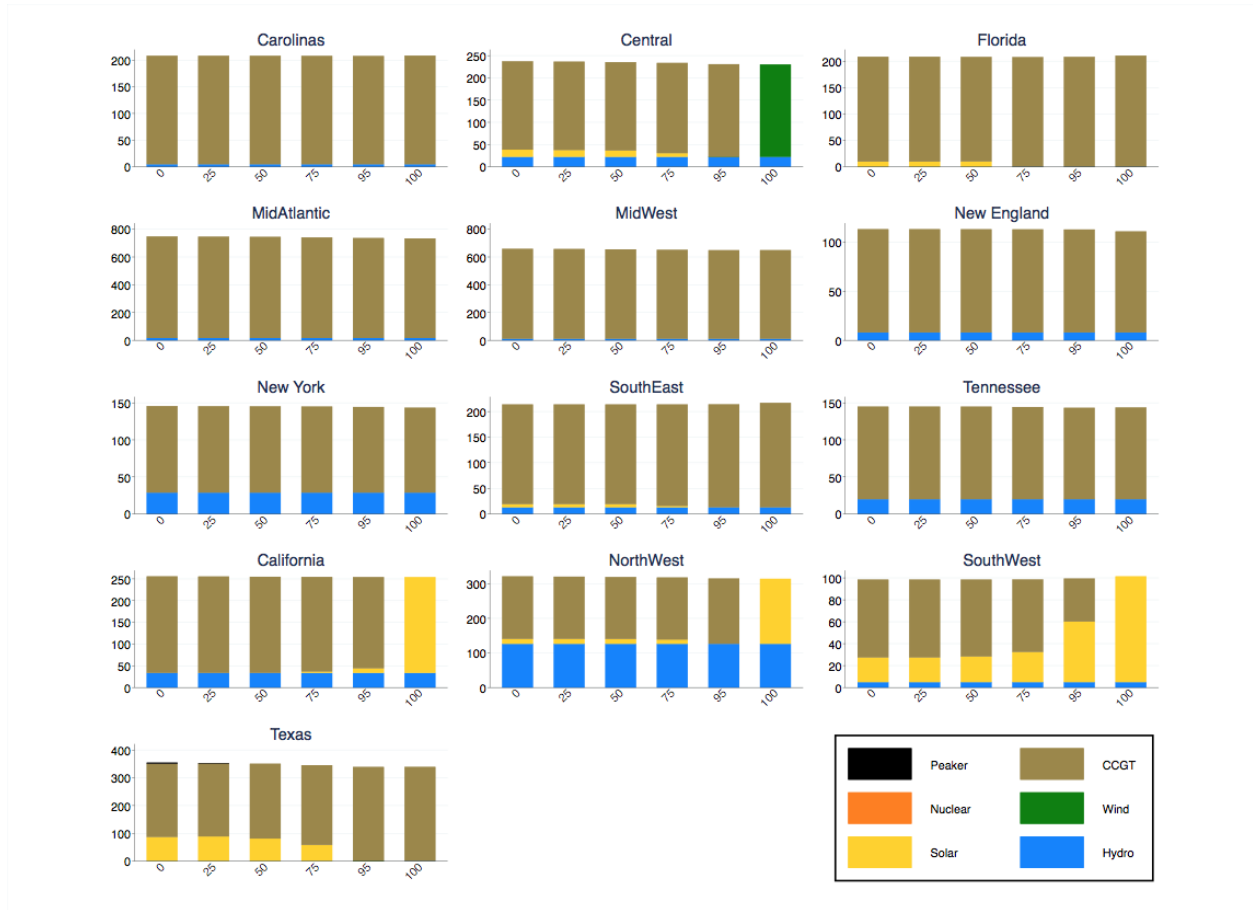 Carolinas
200
150
100
50
0
0 25 50 75 95 100
Central
250
200
150
100
50
0
0 25 50 75 95 100
Florida
200
150
100
50
0
0 25 50 75 95 100
MidAtlantic
800
600
400
200
0
0 25 50 75 95 100
MidWest
800
600
400
200
0
0 25 50 75 95 100
New England
100
50
0
0 25 50 75 95 100
New York
150
100
50
0
0 25 50 75 95 100
SouthEast
200
150
100
50
0
0 25 50 75 95 100
Tennessee
150
100
50
0
0 25 50 75 95 100
California
250
200
150
100
50
0
0 25 50 75 95 100
NorthWest
300
200
100
0
0 25 50 75 95 100
SouthWest
100
80
60
40
20
0
0 25 50 75 95 100
Texas
400
300
200
100
0
0 25 50 75 95 100
Peaker CCGT
Nuclear Wind
Solar Hydro